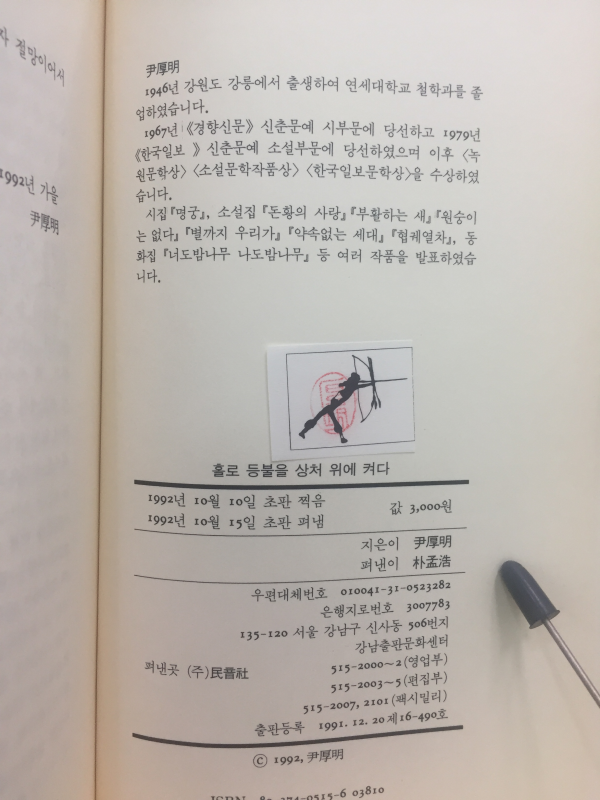 자 절망이어서
1992년 가을
尹厚明
尹厚明
1946년 강원도 강릉에서 출생하여 연세대학교 철학과를 졸
업하였습니다.
1967년 《경향신문》 신춘문예 시부문에 당선하고 1979년
《한국일보》 신춘문예 소설부문에 당선하였으며 이후 〈녹
원문학상〉 〈소설문학작품상〉 〈한국일보문학상〉을 수상하였
습니다.
시집 『명궁』, 소설집 『돈황의 사랑』 『부활하는 새』 『원숭이
는 없다』 『별까지 우리가』 『약속없는 세대』 『협궤열차』, 동
화집 『너도밤나무 나도밤나무』 등 여러 작품을 발표하였습
니다.
홀로 등불을 상처 위에 켜다
1992년 10월 10일 초판 찍음
1992년 10월 15일 초판 펴냄
값 3,000원
지은이 尹厚明
펴낸이 朴孟浩
우편대체번호 010041-31-0523282
은행지로번호 3007783
135-120 서울 강남구 신사동 506번지
강남출판문화센터
펴낸곳 (주)民音社
515-2000~2(영업부)
515-2003~5(편집부)
515-2007, 2101(팩시밀리)
출판등록 1991. 12. 20 제16-490호
ⓒ 1992, 尹厚明
ISBN 89-374-0515-6 03810